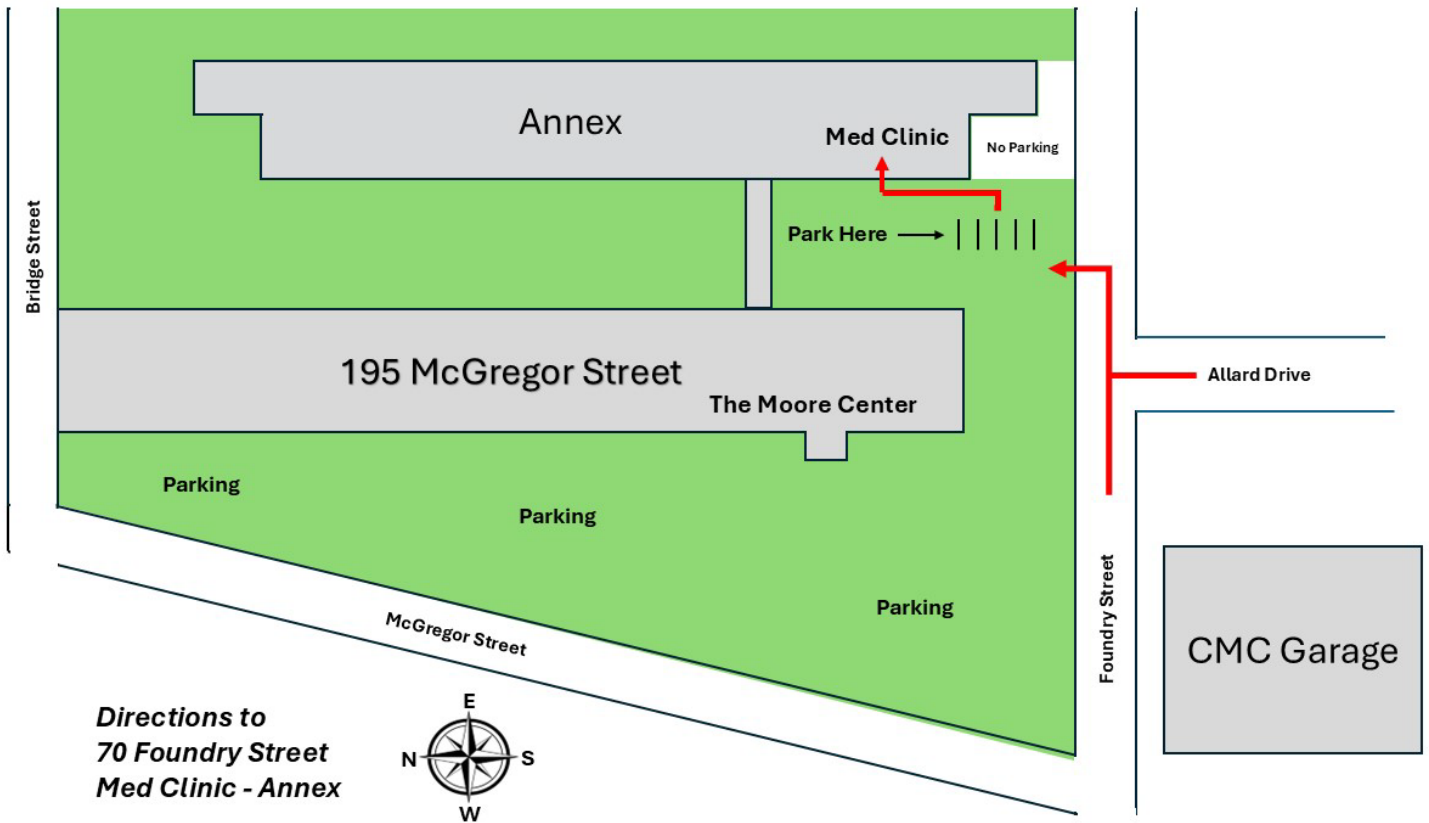 Annex
Med Clinic
No Parking
Bridge Street
Park Here
195 McGregor Street
Allard Drive
The Moore Center
Parking
Parking
Parking
Foundry Street
McGregor Street
CMC Garage
Directions to
70 Foundry Street
Med Clinic - Annex
E
N
S
W